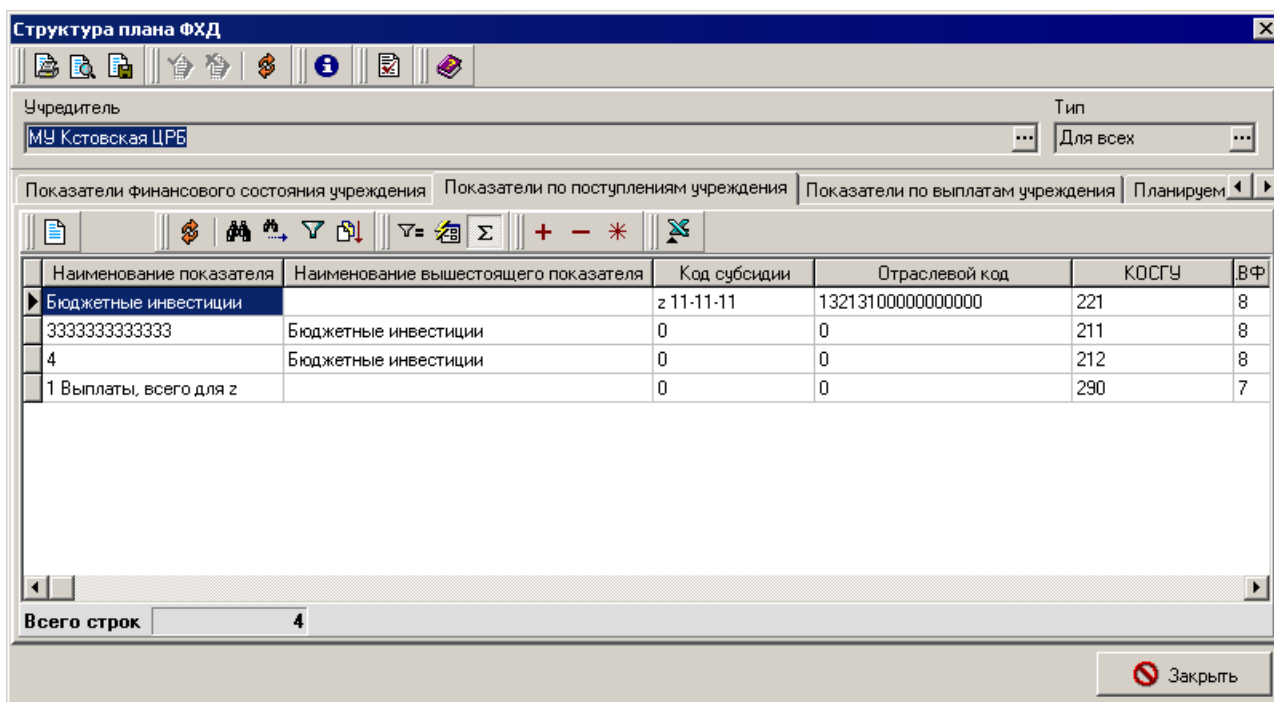 Структура плана ФХД
Учредитель Тип
МУ Кстовская ЦРБ ... Для всех ...
Показатели финансового состояния учреждения Показатели по поступлениям учреждения Показатели по выплатам учреждения Планируем
Наименование показателя Наименование вышестоящего показателя Код субсидии Отраслевой код КОСГУ .ВФ
Бюджетные инвестиции z 11-11-11 13213100000000000 221 8
3333333333333 Бюджетные инвестиции 0 0 211 8
4 Бюджетные инвестиции 0 0 212 8
1 Выплаты, всего для z 0 0 290 7
Всего строк 4
Закрыть